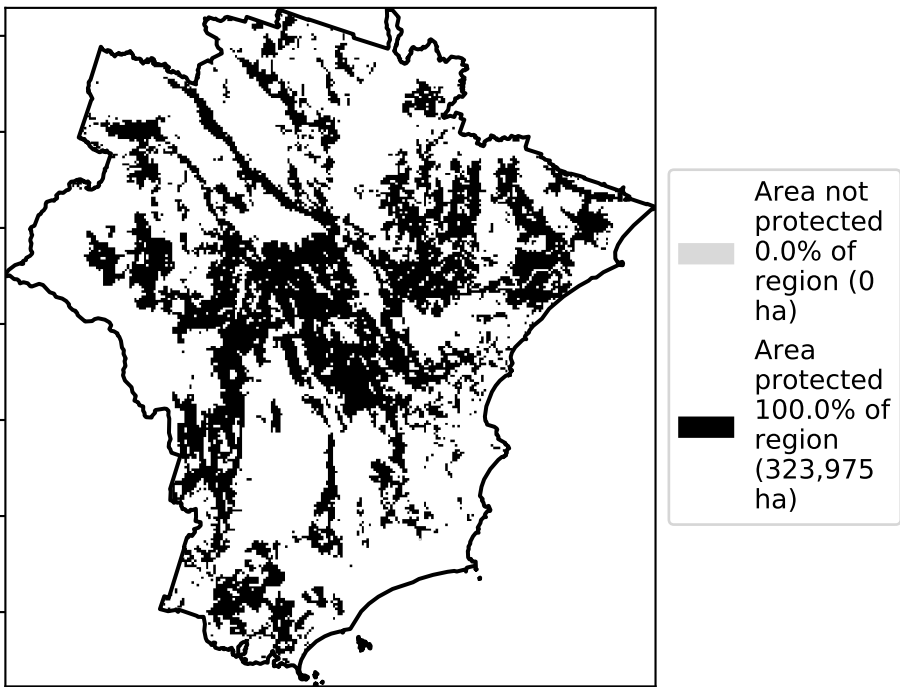 Area not
protected
0.0% of
region (0
ha)
Area
protected
100.0% of
region
(323,975
ha)